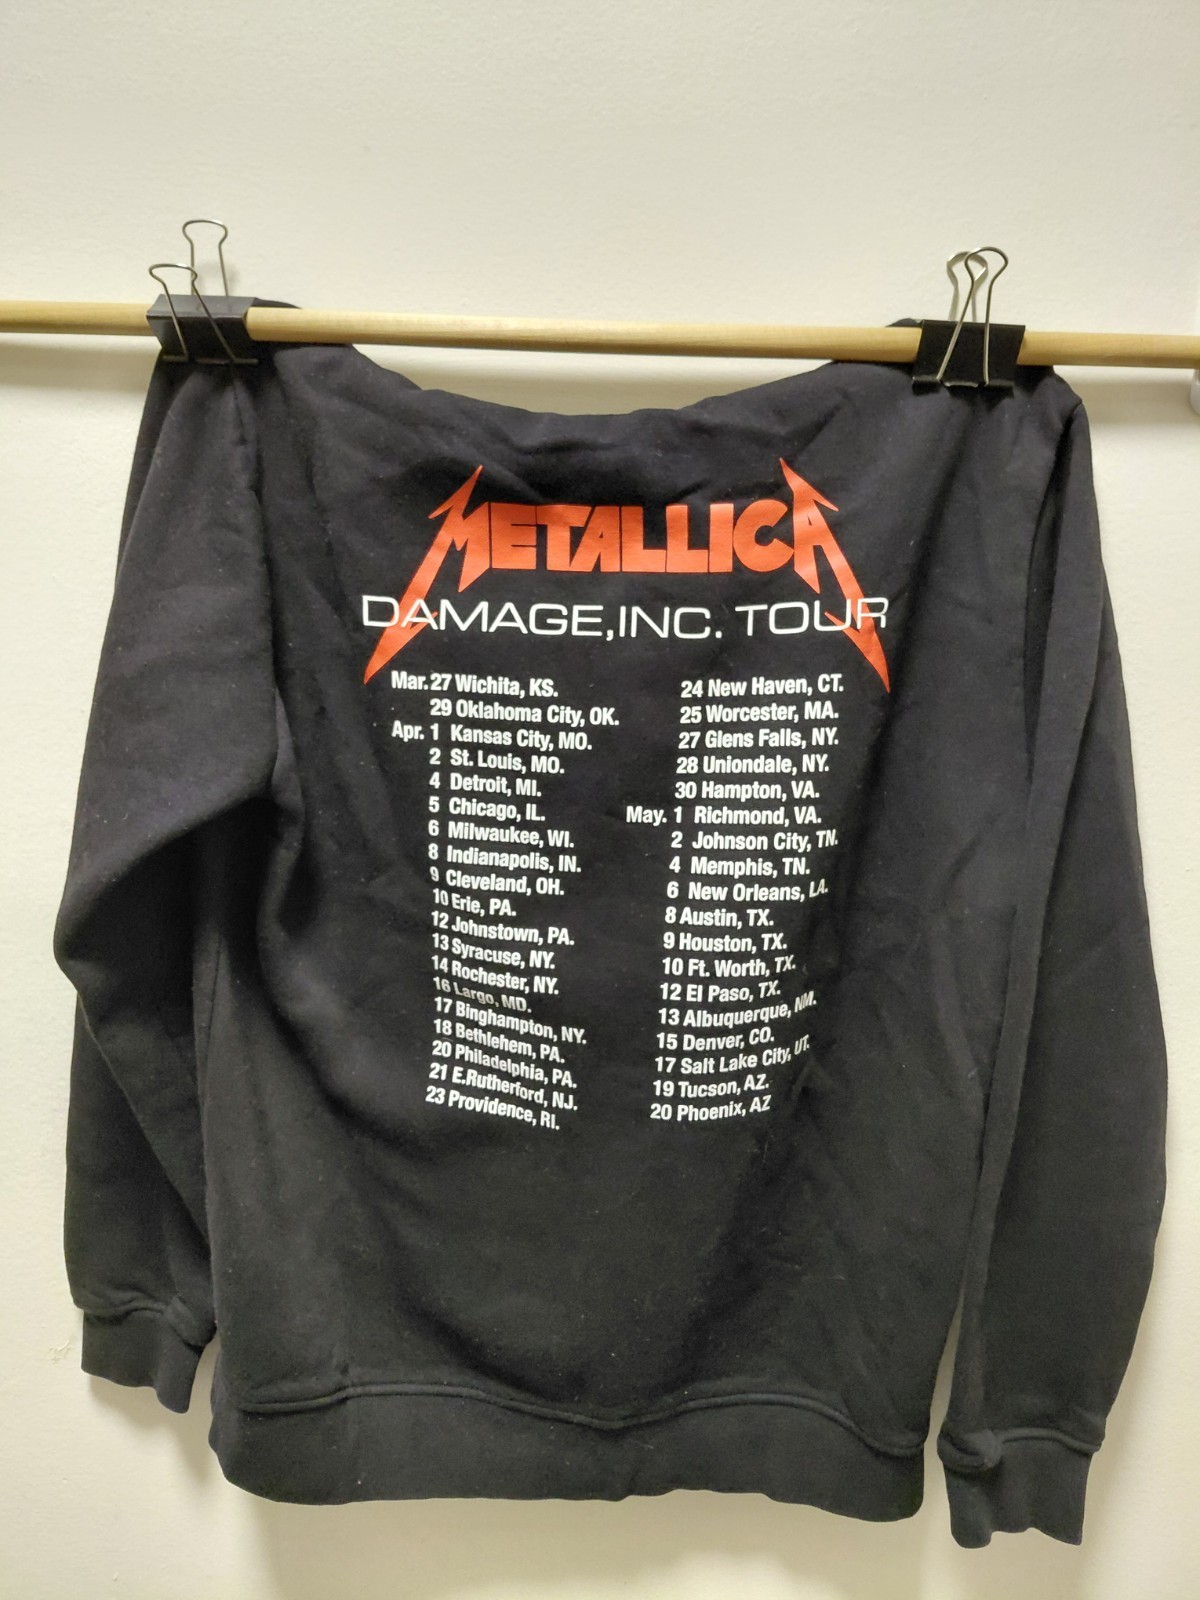 METALLICA
DAMAGE,INC. TOUR
Mar. 27 Wichita, KS.
29 Oklahoma City, OK.
Apr. 1 Kansas City, MO.
2 St. Louis, MO.
4 Detroit, MI.
5 Chicago, IL.
6 Milwaukee, WI.
8 Indianapolis, IN.
9 Cleveland, OH.
10 Erie, PA.
12 Johnstown, PA.
13 Syracuse, NY.
14 Rochester, NY.
16 Largo, MD.
17 Binghampton, NY.
18 Bethlehem, PA.
20 Philadelphia, PA.
21 E.Rutherford, NJ.
23 Providence, RI.
24 New Haven, CT.
25 Worcester, MA.
27 Glens Falls, NY.
28 Uniondale, NY.
30 Hampton, VA.
May. 1 Richmond, VA.
2 Johnson City, TN.
4 Memphis, TN.
6 New Orleans, LA.
8 Austin, TX.
9 Houston, TX.
10 Ft. Worth, TX.
12 El Paso, TX.
13 Albuquerque, NM.
15 Denver, CO.
17 Salt Lake City, UT.
19 Tucson, AZ.
20 Phoenix, AZ